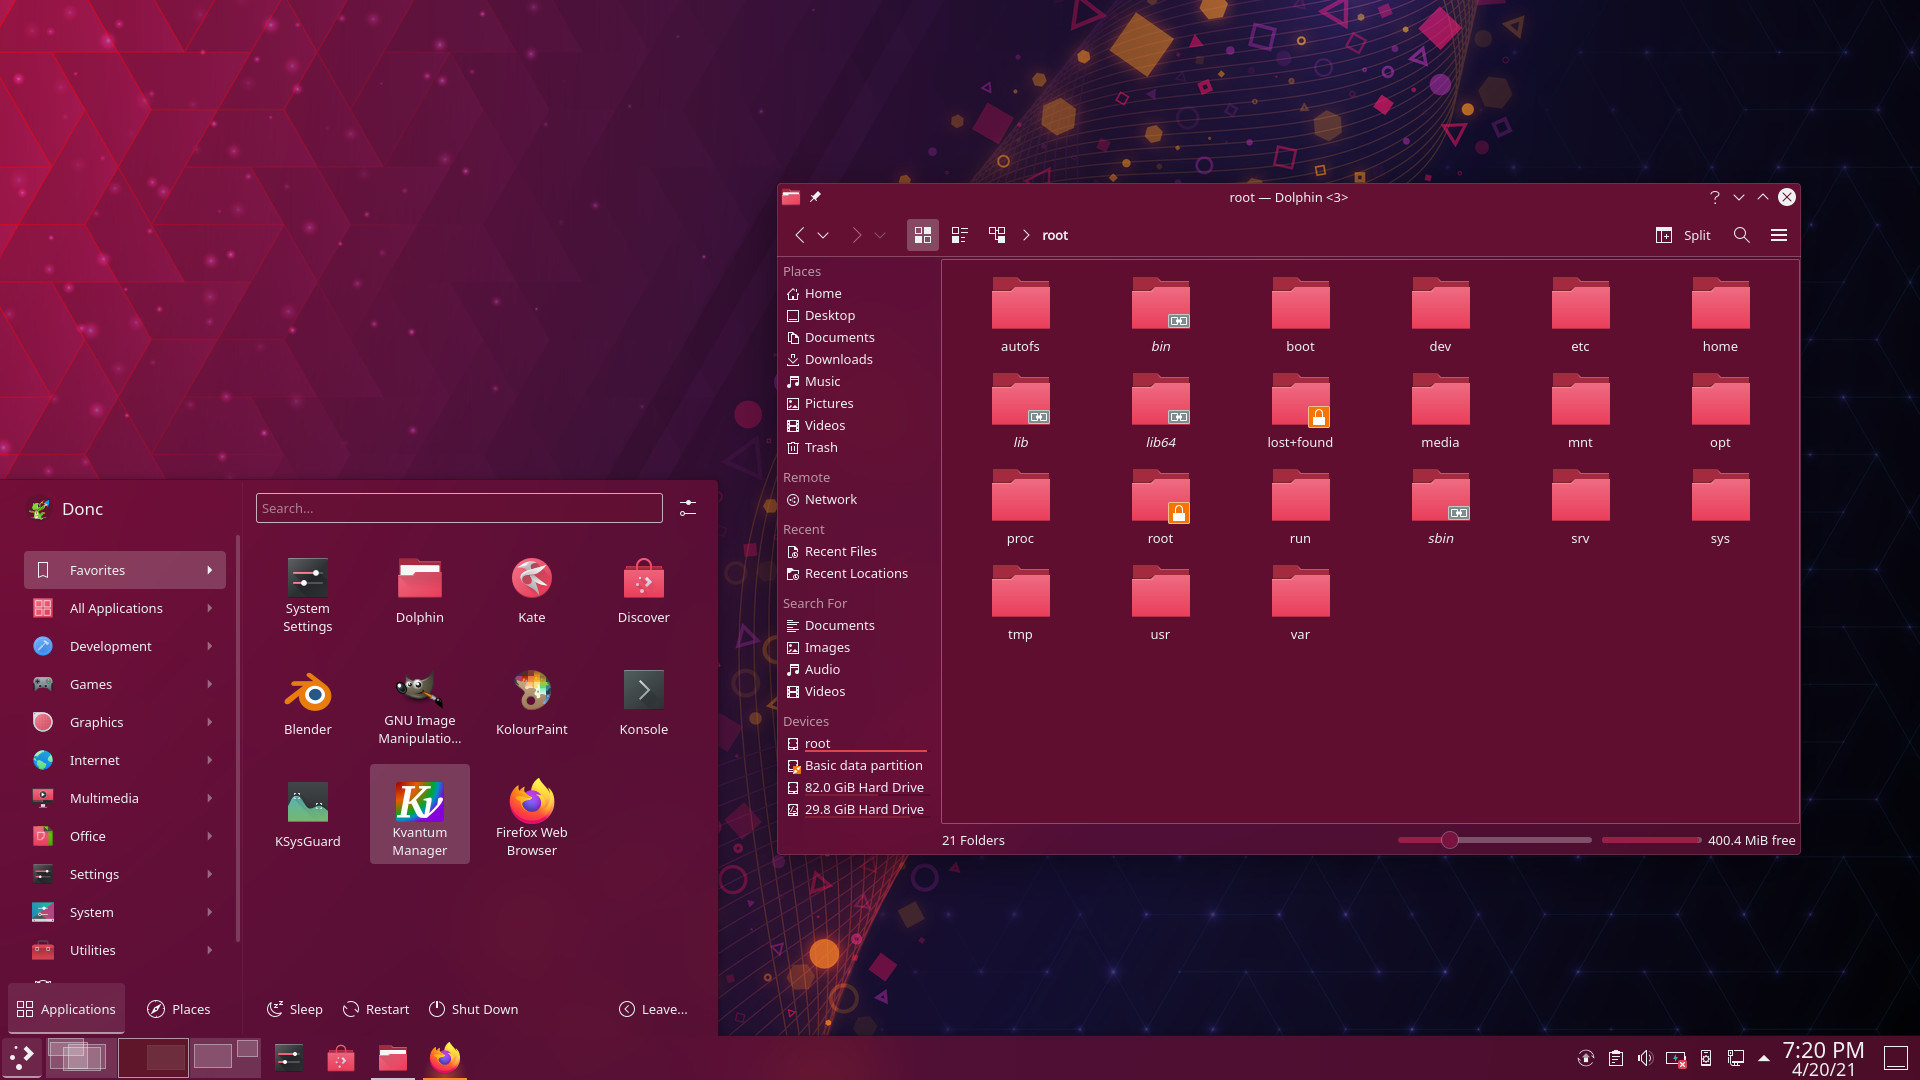 root — Dolphin <3>
Split
root
Places
Home
Desktop
Documents
Downloads
Music
Pictures
Videos
Trash
Remote
Network
Recent
Recent Files
Recent Locations
Search For
Documents
Images
Audio
Videos
Devices
root
Basic data partition
82.0 GiB Hard Drive
29.8 GiB Hard Drive
autofs
bin
boot
dev
etc
home
lib
lib64
lost+found
media
mnt
opt
proc
root
run
sbin
srv
sys
tmp
usr
var
21 Folders
400.4 MiB free
Donc
Search...
Favorites
All Applications
Development
Games
Graphics
Internet
Multimedia
Office
Settings
System
Utilities
System
Settings
Dolphin
Kate
Discover
Blender
GNU Image
Manipulatio...
KolourPaint
Konsole
KSysGuard
Kv
Kvantum
Manager
Firefox Web
Browser
Applications
Places
Sleep
Restart
Shut Down
Leave...
7:20 PM
4/20/21